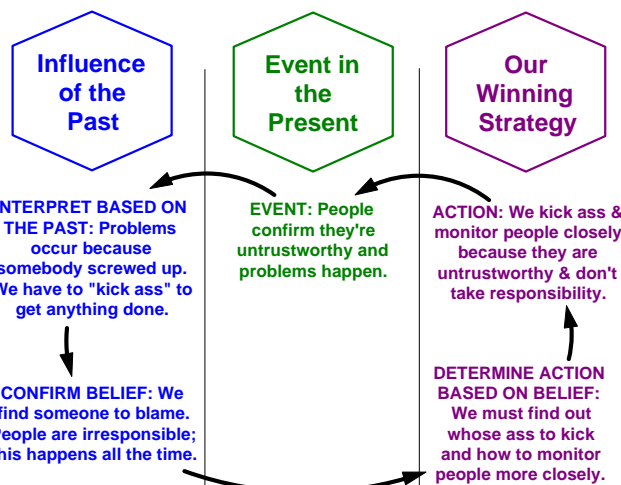 Influence
of the
Past
Event in
the
Present
Our
Winning
Strategy
NTERPRET BASED ON
THE PAST: Problems
occur because
somebody screwed up.
We have to "kick ass" to
get anything done.
EVENT: People
confirm they're
untrustworthy and
problems happen.
ACTION: We kick ass &
monitor people closely
because they are
untrustworthy & don't
take responsibility.
CONFIRM BELIEF: We
find someone to blame.
People are irresponsible;
this happens all the time.
DETERMINE ACTION
BASED ON BELIEF:
We must find out
whose ass to kick
and how to monitor
people more closely.